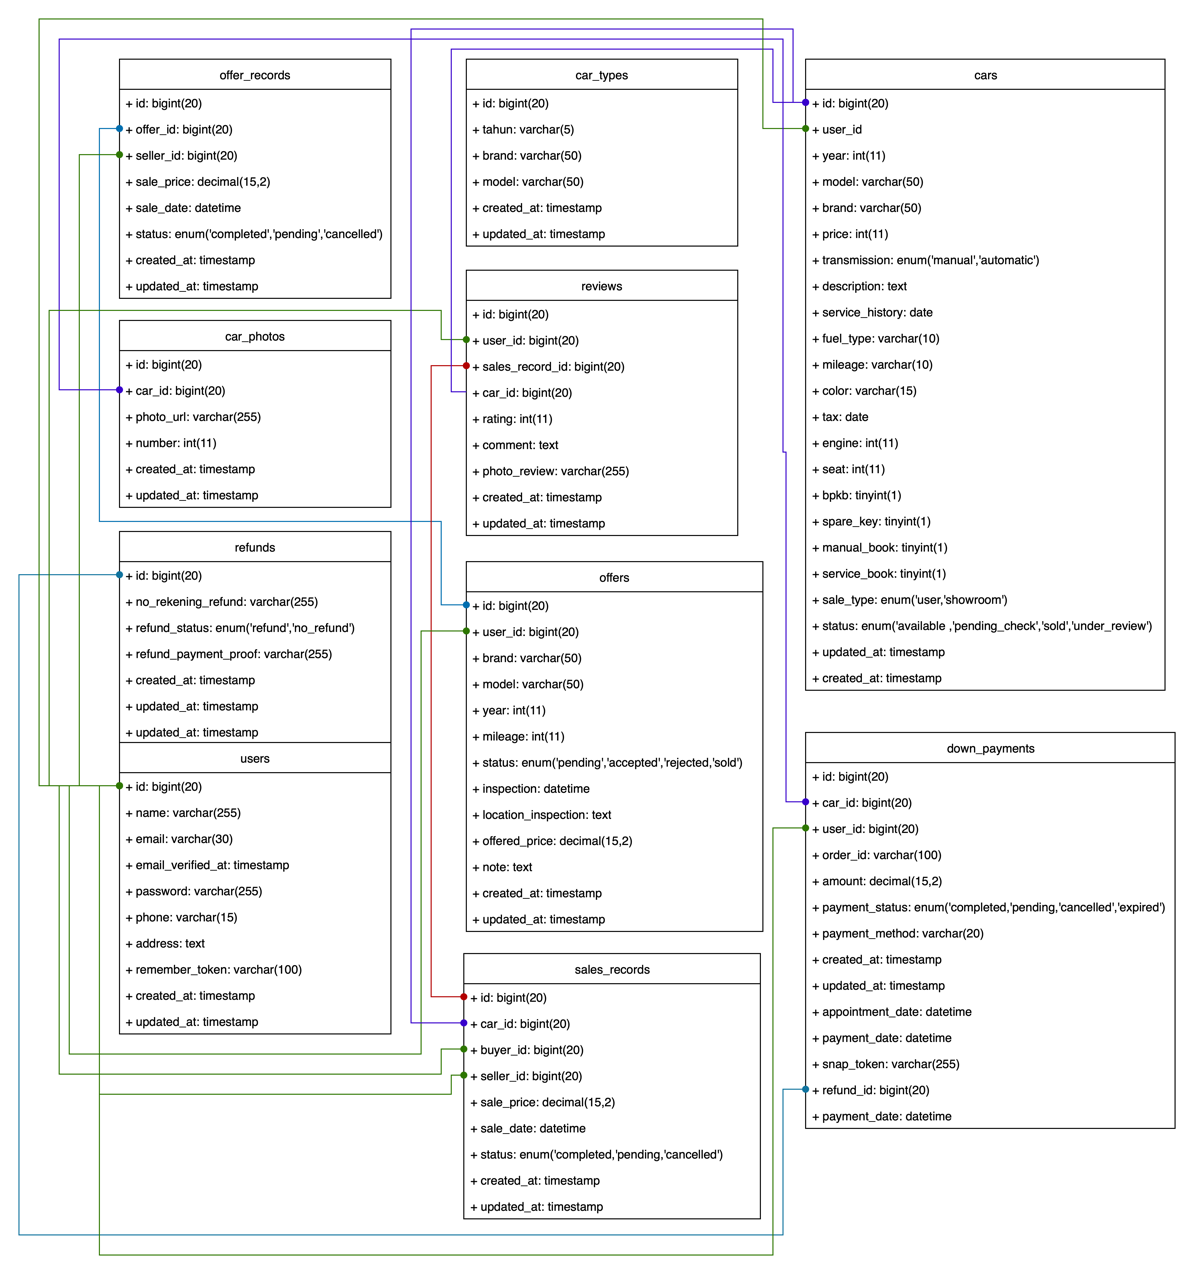 offer_records
+ id: bigint(20)
+ offer_id: bigint(20)
+ seller_id: bigint(20)
+ sale_price: decimal(15,2)
+ sale_date: datetime
+ status: enum('completed','pending','cancelled')
+ created_at: timestamp
+ updated_at: timestamp
car_photos
+ id: bigint(20)
+ car_id: bigint(20)
+ photo_url: varchar(255)
+ number: int(11)
+ created_at: timestamp
+ updated_at: timestamp
refunds
+ id: bigint(20)
+ no_rekening_refund: varchar(255)
+ refund_status: enum('refund','no_refund')
+ refund_payment_proof: varchar(255)
+ created_at: timestamp
+ updated_at: timestamp
+ updated_at: timestamp
users
+ id: bigint(20)
+ name: varchar(255)
+ email: varchar(30)
+ email_verified_at: timestamp
+ password: varchar(255)
+ phone: varchar(15)
+ address: text
+ remember_token: varchar(100)
+ created_at: timestamp
+ updated_at: timestamp
car_types
+ id: bigint(20)
+ tahun: varchar(5)
+ brand: varchar(50)
+ model: varchar(50)
+ created_at: timestamp
+ updated_at: timestamp
reviews
+ id: bigint(20)
+ user_id: bigint(20)
+ sales_record_id: bigint(20)
+ car_id: bigint(20)
+ rating: int(11)
+ comment: text
+ photo_review: varchar(255)
+ created_at: timestamp
+ updated_at: timestamp
offers
+ id: bigint(20)
+ user_id: bigint(20)
+ brand: varchar(50)
+ model: varchar(50)
+ year: int(11)
+ mileage: int(11)
+ status: enum('pending','accepted','rejected,'sold')
+ inspection: datetime
+ location_inspection: text
+ offered_price: decimal(15,2)
+ note: text
+ created_at: timestamp
+ updated_at: timestamp
sales_records
+ id: bigint(20)
+ car_id: bigint(20)
+ buyer_id: bigint(20)
+ seller_id: bigint(20)
+ sale_price: decimal(15,2)
+ sale_date: datetime
+ status: enum('completed,'pending,'cancelled')
+ created_at: timestamp
+ updated_at: timestamp
cars
+ id: bigint(20)
+ user_id
+ year: int(11)
+ model: varchar(50)
+ brand: varchar(50)
+ price: int(11)
+ transmission: enum('manual','automatic')
+ description: text
+ service_history: date
+ fuel_type: varchar(10)
+ mileage: varchar(10)
+ color: varchar(15)
+ tax: date
+ engine: int(11)
+ seat: int(11)
+ bpkb: tinyint(1)
+ spare_key: tinyint(1)
+ manual_book: tinyint(1)
+ service_book: tinyint(1)
+ sale_type: enum('user,'showroom')
+ status: enum('available ,'pending_check','sold','under_review')
+ updated_at: timestamp
+ created_at: timestamp
down_payments
+ id: bigint(20)
+ car_id: bigint(20)
+ user_id: bigint(20)
+ order_id: varchar(100)
+ amount: decimal(15,2)
+ payment_status: enum('completed,'pending,'cancelled','expired')
+ payment_method: varchar(20)
+ created_at: timestamp
+ updated_at: timestamp
+ appointment_date: datetime
+ payment_date: datetime
+ snap_token: varchar(255)
+ refund_id: bigint(20)
+ payment_date: datetime